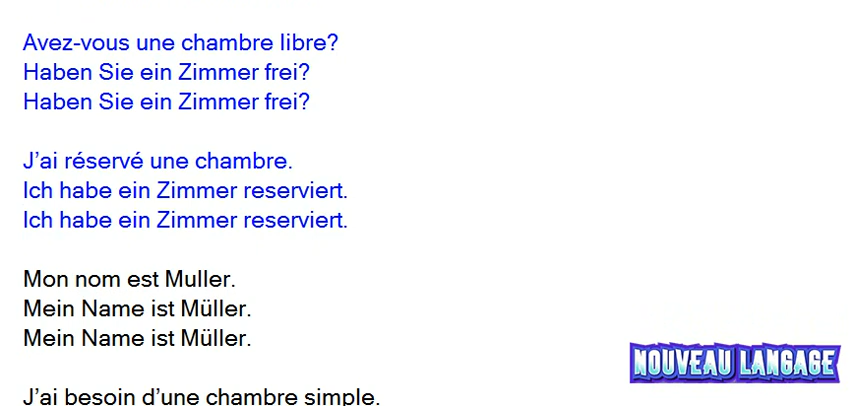 Avez-vous une chambre libre?
Haben Sie ein Zimmer frei?
Haben Sie ein Zimmer frei?
J’ai réservé une chambre.
Ich habe ein Zimmer reserviert.
Ich habe ein Zimmer reserviert.
Mon nom est Muller.
Mein Name ist Müller.
Mein Name ist Müller.
NOUVEAU LANGAGE
J’ai besoin d’une chambre simple.